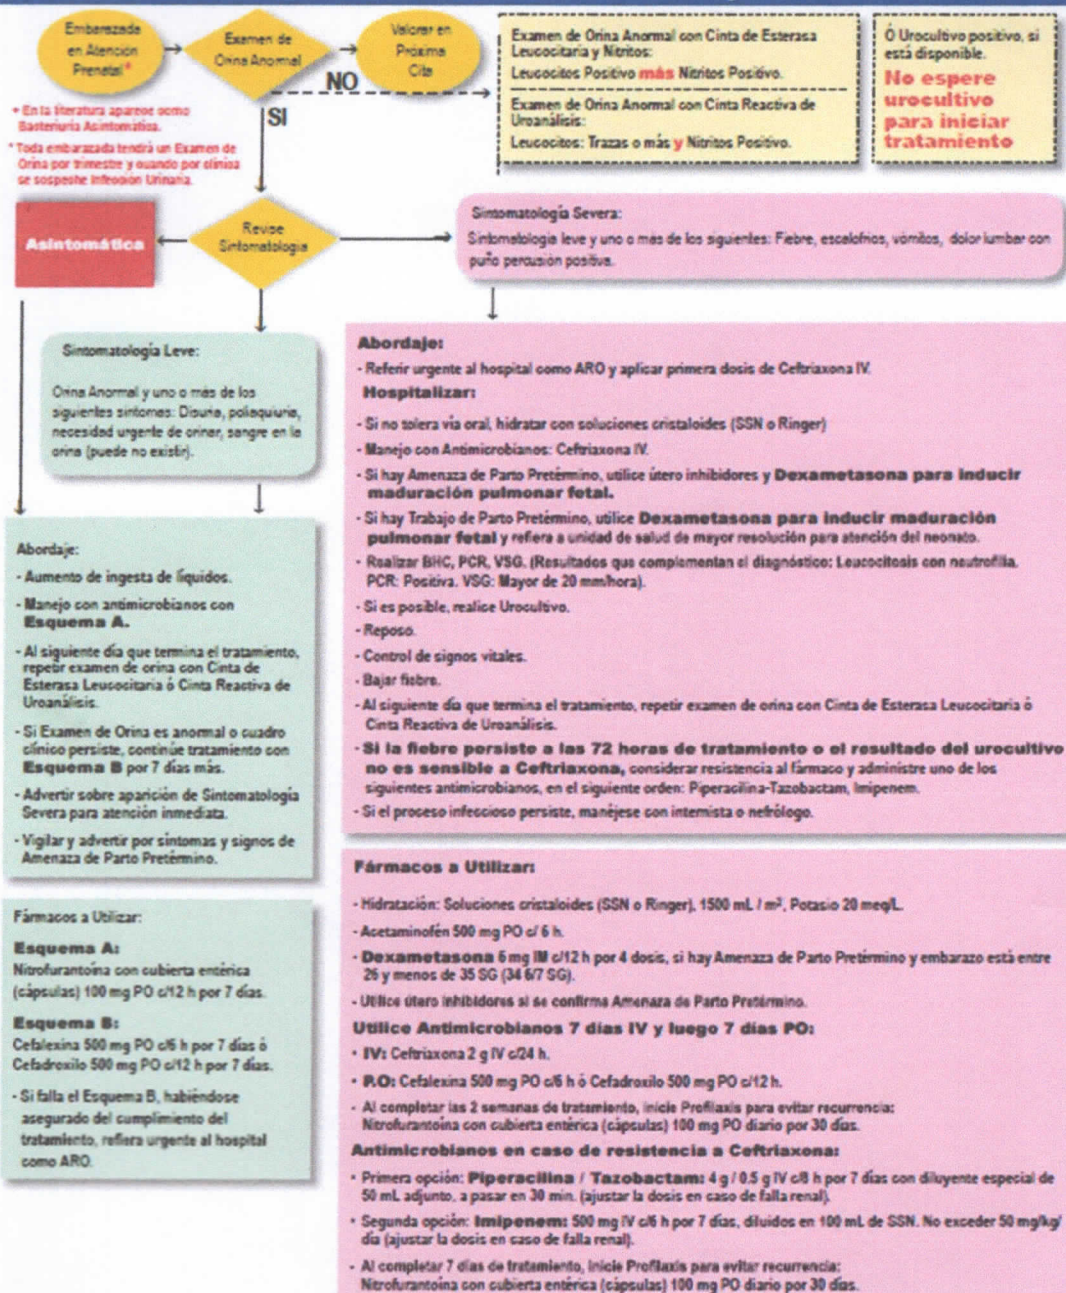 Embarazada
en Atención
Prenatal*
Examen de
Orina Anormal
Valorar en
Próxima
Cita
NO
SI
+ En la literatura aparece como
Bacteriuria Asintomática.
* Toda embarazada tendrá un Examen de
Orina por trimestre y cuando por clínica
se sospeche Infección Urinaria.
Examen de Orina Anormal con Cinta de Esterasa
Leucocitaria y Nitritos:
Leucocitos Positivo más Nitritos Positivo.
Examen de Orina Anormal con Cinta Reactiva de
Uroanálisis:
Leucocitos: Trazas o más y Nitritos Positivo.
Ó Urocultivo positivo, si
está disponible.
No espere
urocultivo
para iniciar
tratamiento
Asintomática
Revise
Sintomatología
Sintomatología Severa:
Sintomatología leve y uno o más de los siguientes: Fiebre, escalofríos, vómitos, dolor lumbar con
puño percusión positiva.
Sintomatología Leve:
Orina Anormal y uno o más de los
siguientes síntomas: Disuria, polaquiuria,
necesidad urgente de orinar, sangre en la
orina (puede no existir).
Abordaje:
- Aumento de ingesta de líquidos.
- Manejo con antimicrobianos con
Esquema A.
- Al siguiente día que termina el tratamiento,
repetir examen de orina con Cinta de
Esterasa Leucocitaria ó Cinta Reactiva de
Uroanálisis.
- Si Examen de Orina es anormal o cuadro
clínico persiste, continúe tratamiento con
Esquema B por 7 días más.
- Advertir sobre aparición de Sintomatología
Severa para atención inmediata.
- Vigilar y advertir por síntomas y signos de
Amenaza de Parto Pretérmino.
Fármacos a Utilizar:
Esquema A:
Nitrofurantoína con cubierta entérica
(cápsulas) 100 mg PO c/12 h por 7 días.
Esquema B:
Cefalexina 500 mg PO c/6 h por 7 días ó
Cefadroxilo 500 mg PO c/12 h por 7 días.
- Si falla el Esquema B, habiéndose
asegurado del cumplimiento del
tratamiento, refiera urgente al hospital
como ARO.
Abordaje:
- Referir urgente al hospital como ARO y aplicar primera dosis de Ceftriaxona IV.
Hospitalizar:
- Si no tolera vía oral, hidratar con soluciones cristaloides (SSN o Ringer)
- Manejo con Antimicrobianos: Ceftriaxona IV.
- Si hay Amenaza de Parto Pretérmino, utilice útero inhibidores y Dexametasona para inducir
maduración pulmonar fetal.
- Si hay Trabajo de Parto Pretérmino, utilice Dexametasona para inducir maduración
pulmonar fetal y refiera a unidad de salud de mayor resolución para atención del neonato.
- Realizar BHC, PCR, VSG. (Resultados que complementan el diagnóstico: Leucocitosis con neutrofilia.
PCR: Positiva. VSG: Mayor de 20 mm/hora).
- Si es posible, realice Urocultivo.
- Reposo.
- Control de signos vitales.
- Bajar fiebre.
- Al siguiente día que termina el tratamiento, repetir examen de orina con Cinta de Esterasa Leucocitaria ó
Cinta Reactiva de Uroanálisis.
- Si la fiebre persiste a las 72 horas de tratamiento o el resultado del urocultivo
no es sensible a Ceftriaxona, considerar resistencia al fármaco y administre uno de los
siguientes antimicrobianos, en el siguiente orden: Piperacilina-Tazobactam, Imipenem.
- Si el proceso infeccioso persiste, manéjese con internista o nefrólogo.
Fármacos a Utilizar:
- Hidratación: Soluciones cristaloides (SSN o Ringer), 1500 mL / m², Potasio 20 meq/L.
- Acetaminofén 500 mg PO c/ 6 h.
- Dexametasona 6 mg IM c/12 h por 4 dosis, si hay Amenaza de Parto Pretérmino y embarazo está entre
26 y menos de 35 SG (34 6/7 SG).
- Utilice útero inhibidores si se confirma Amenaza de Parto Pretérmino.
Utilice Antimicrobianos 7 días IV y luego 7 días PO:
• IV: Ceftriaxona 2 g IV c/24 h.
• P.O: Cefalexina 500 mg PO c/6 h ó Cefadroxilo 500 mg PO c/12 h.
- Al completar las 2 semanas de tratamiento, inicie Profilaxis para evitar recurrencia:
Nitrofurantoína con cubierta entérica (cápsulas) 100 mg PO diario por 30 días.
Antimicrobianos en caso de resistencia a Ceftriaxona:
• Primera opción: Piperacilina / Tazobactam: 4 g / 0.5 g IV c/8 h por 7 días con diluyente especial de
50 mL adjunto, a pasar en 30 min. (ajustar la dosis en caso de falla renal).
• Segunda opción: Imipenem: 500 mg IV c/6 h por 7 días, diluidos en 100 mL de SSN. No exceder 50 mg/kg/
día (ajustar la dosis en caso de falla renal).
- Al completar 7 días de tratamiento, inicie Profilaxis para evitar recurrencia:
Nitrofurantoína con cubierta entérica (cápsulas) 100 mg PO diario por 30 días.